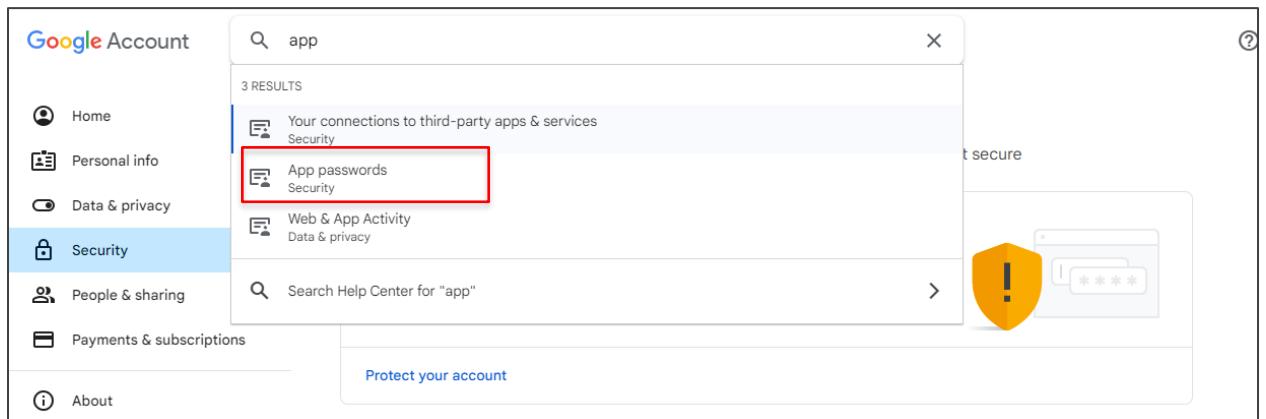 Google Account
app
3 RESULTS
Your connections to third-party apps & services
Security
App passwords
Security
Web & App Activity
Data & privacy
Search Help Center for "app"
Home
Personal info
Data & privacy
Security
People & sharing
Payments & subscriptions
About
t secure
* * * *
Protect your account